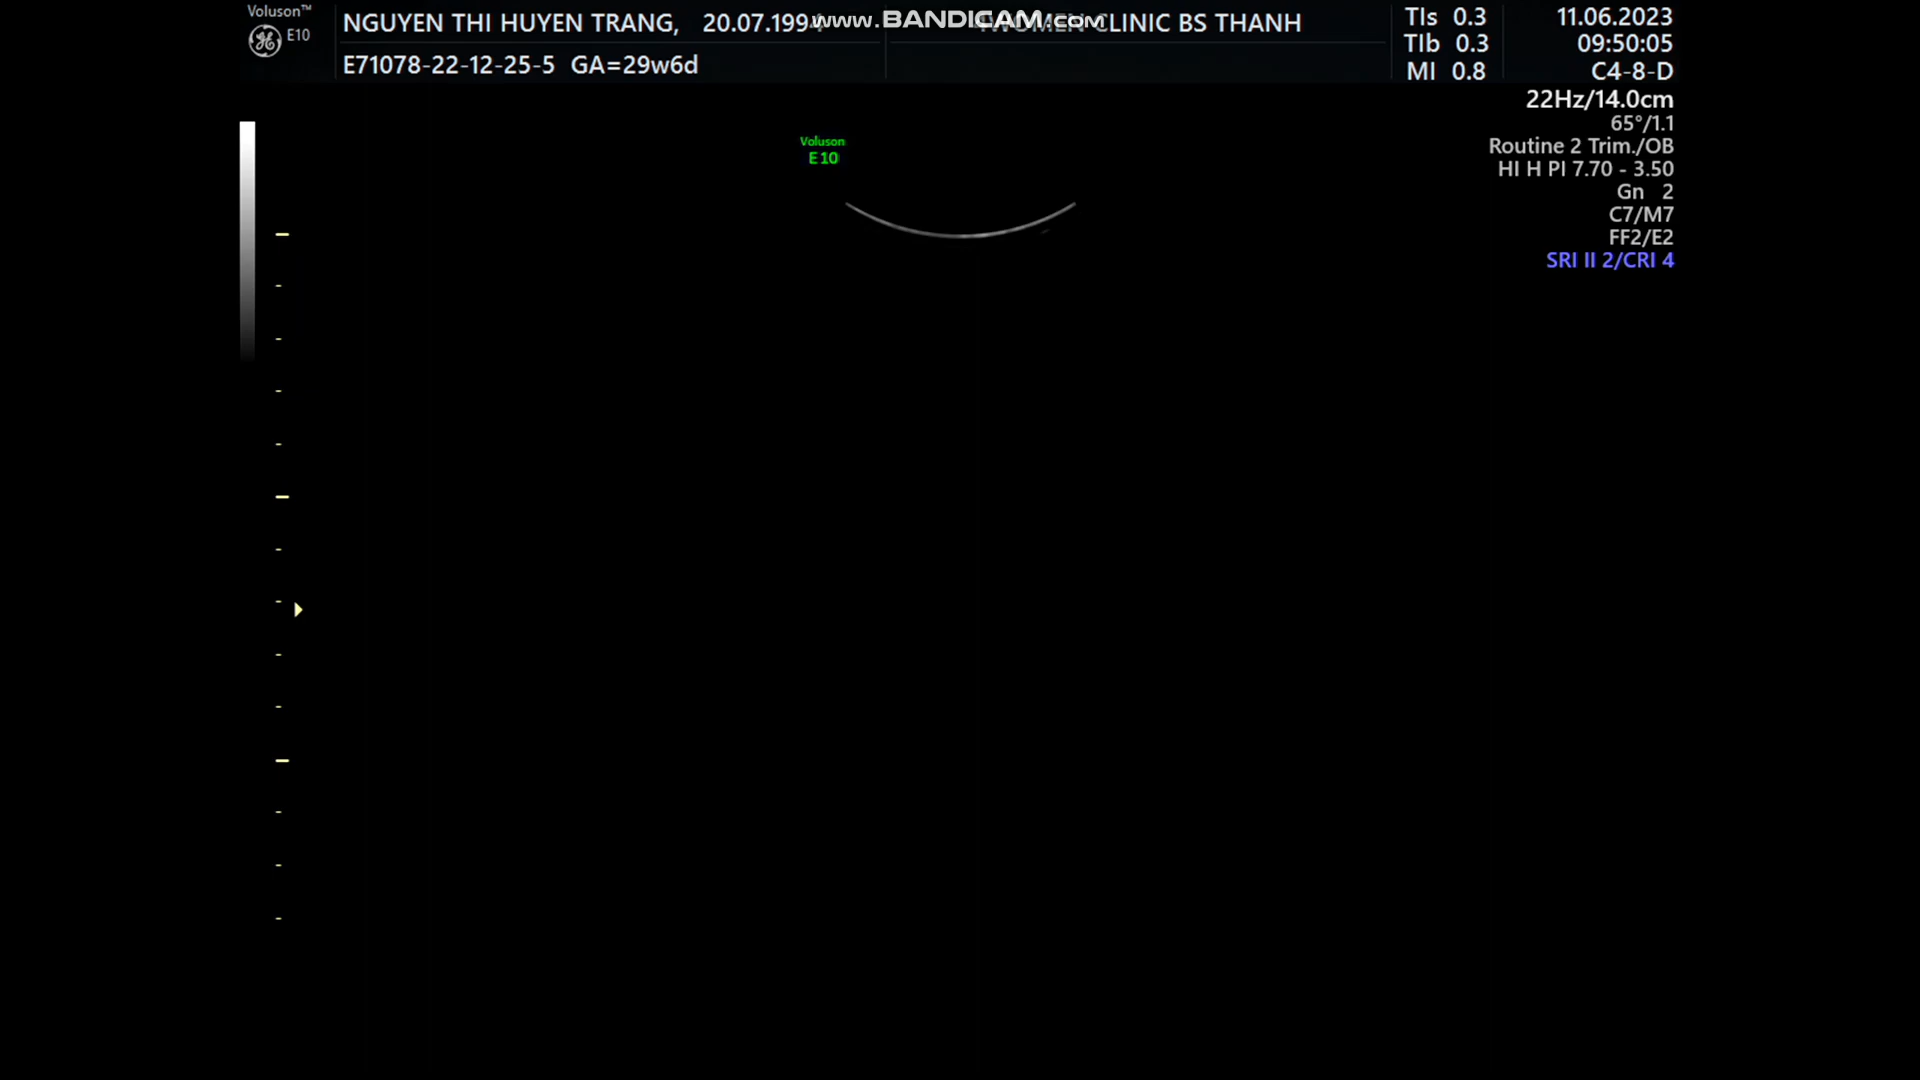 Voluson™
E10
NGUYEN THI HUYEN TRANG, 20.07.1994
www.BANDICAM.com
CLINIC BS THANH
E71078-22-12-25-5 GA=29w6d
TIs 0.3
TIb 0.3
MI 0.8
11.06.2023
09:50:05
C4-8-D
22Hz/14.0cm
65°/1.1
Routine 2 Trim./OB
HI H PI 7.70 - 3.50
Gn 2
C7/M7
FF2/E2
SRI II 2/CRI 4
Voluson
E10